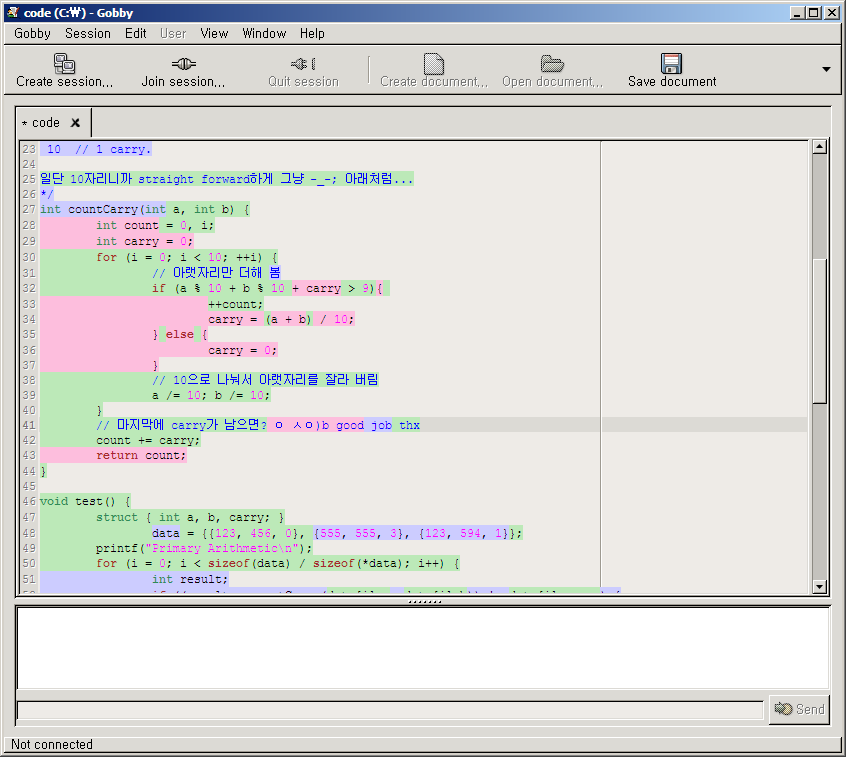 code (C:₩) - Gobby
Gobby Session Edit User View Window Help
Create session... Join session... Quit session Create document... Open document... Save document
* code
23 10 // 1 carry.
24
25 일단 10자리니까 straight forward하게 그냥 -_-; 아래처럼...
26 */
27 int countCarry(int a, int b) {
28 int count = 0, i;
29 int carry = 0;
30 for (i = 0; i < 10; ++i) {
31 // 아랫자리만 더해 봄
32 if (a % 10 + b % 10 + carry > 9){
33 ++count;
34 carry = (a + b) / 10;
35 } else {
36 carry = 0;
37 }
38 // 10으로 나눠서 아랫자리를 잘라 버림
39 a /= 10; b /= 10;
40 }
41 // 마지막에 carry가 남으면? ㅇ ㅅㅇ)b good job thx
42 count += carry;
43 return count;
44 }
45
46 void test() {
47 struct { int a, b, carry; }
48 data = {{123, 456, 0}, {555, 555, 3}, {123, 594, 1}};
49 printf("Primary Arithmetic\n");
50 for (i = 0; i < sizeof(data) / sizeof(*data); i++) {
51 int result;
Send
Not connected